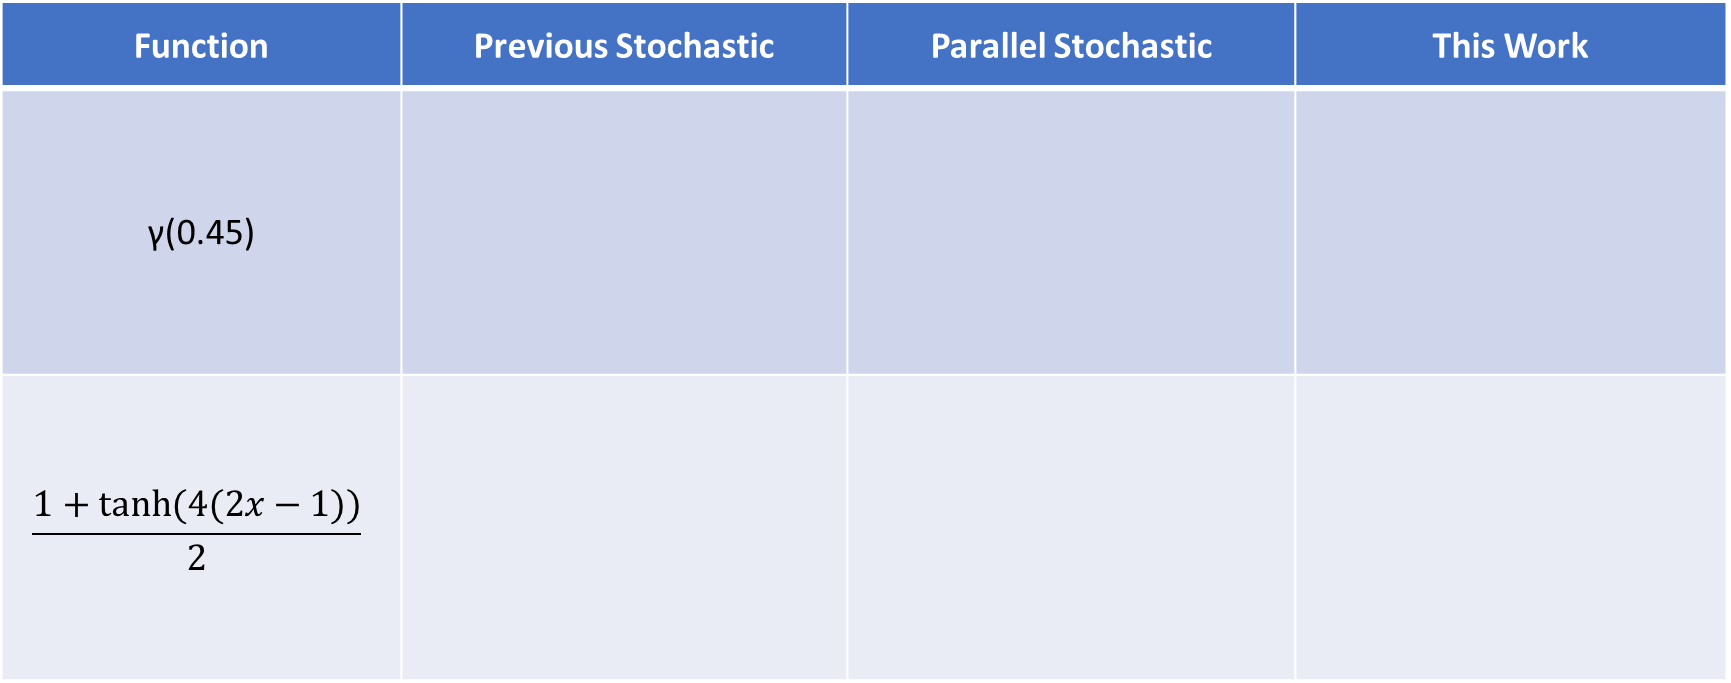 Function Previous Stochastic Parallel Stochastic This Work
γ(0.45)
1 + tanh(4(2x − 1))
2